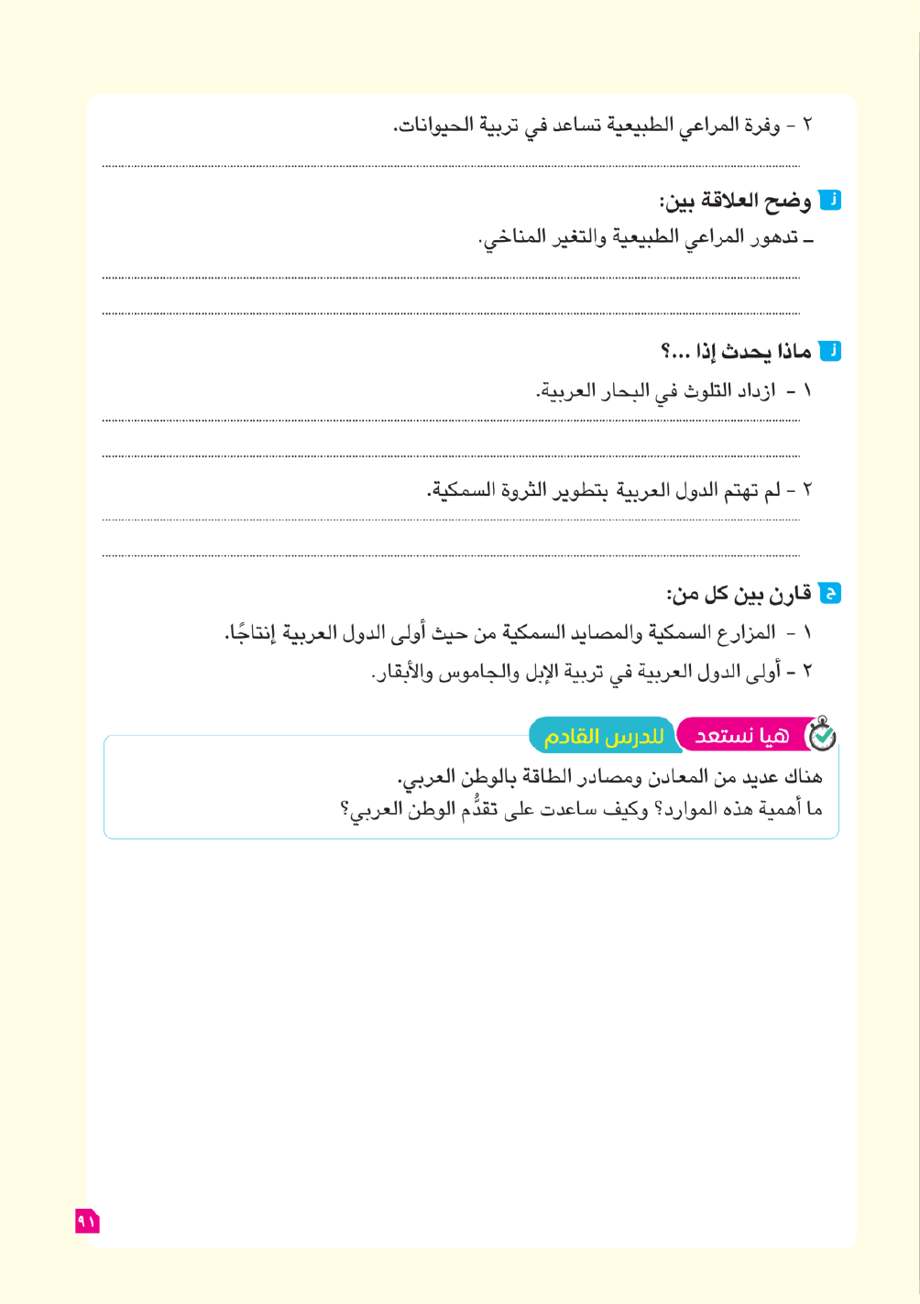 ٢ - وفرة المراعي الطبيعية تساعد في تربية الحيوانات.
ز وضح العلاقة بين:
ــ تدهور المراعي الطبيعية والتغير المناخي.
ز ماذا يحدث إذا ...؟
١ - ازداد التلوث في البحار العربية.
٢ - لم تهتم الدول العربية بتطوير الثروة السمكية.
ح قارن بين كل من:
١ - المزارع السمكية والمصايد السمكية من حيث أولى الدول العربية إنتاجًا.
٢ - أولى الدول العربية في تربية الإبل والجاموس والأبقار.
هيا نستعد للدرس القادم
هناك عديد من المعادن ومصادر الطاقة بالوطن العربي.
ما أهمية هذه الموارد؟ وكيف ساعدت على تقدُّم الوطن العربي؟
٩١